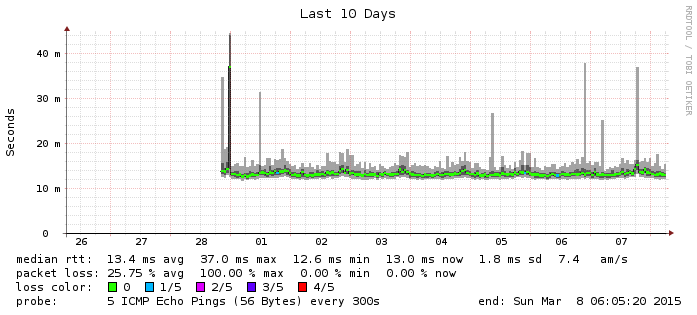 Last 10 Days
RRDTOOL / TOBI OETIKER
Seconds
40 m
30 m
20 m
10 m
0
26 27 28 01 02 03 04 05 06 07
median rtt: 13.4 ms avg 37.0 ms max 12.6 ms min 13.0 ms now 1.8 ms sd 7.4 am/s
packet loss: 25.75 % avg 100.00 % max 0.00 % min 0.00 % now
loss color: 0 1/5 2/5 3/5 4/5
probe: 5 ICMP Echo Pings (56 Bytes) every 300s end: Sun Mar 8 06:05:20 2015